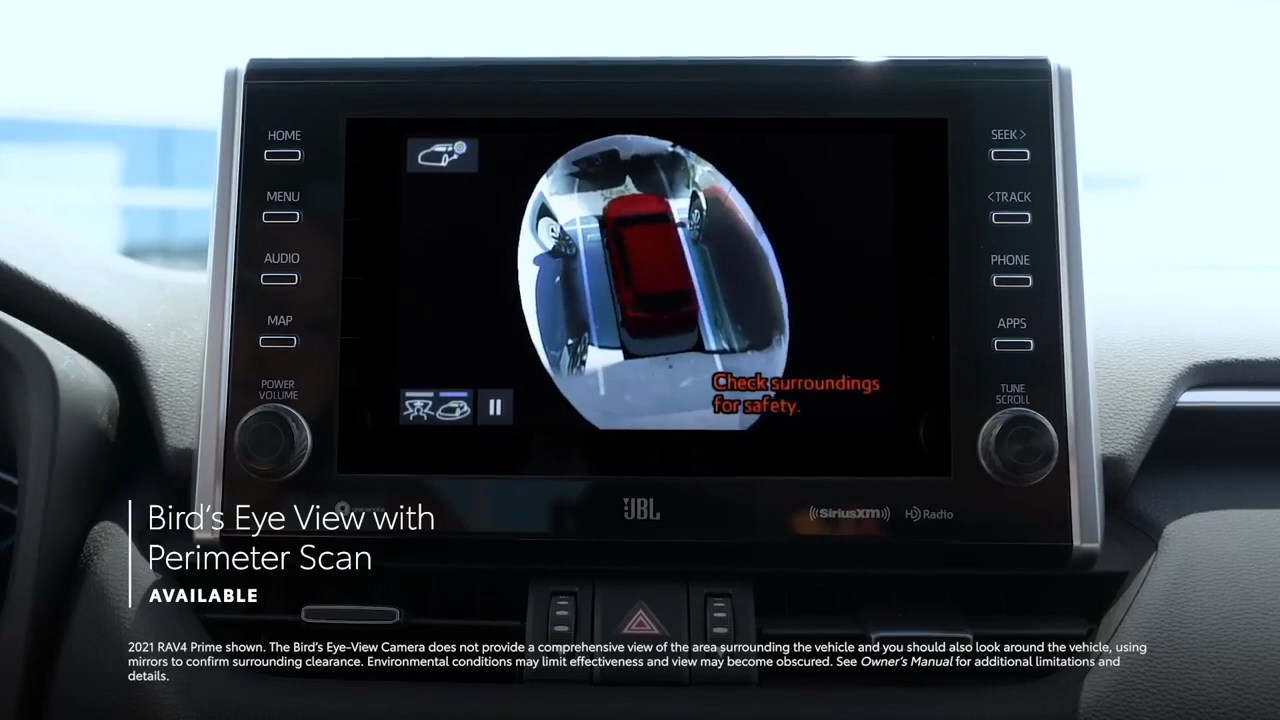 HOME
MENU
AUDIO
MAP
POWER
VOLUME
SEEK >
< TRACK
PHONE
APPS
TUNE
SCROLL
Check surroundings
for safety.
JBL
((SiriusXM))
HD Radio
Bird's Eye View with
Perimeter Scan
AVAILABLE
2021 RAV4 Prime shown. The Bird's Eye-View Camera does not provide a comprehensive view of the area surrounding the vehicle and you should also look around the vehicle, using
mirrors to confirm surrounding clearance. Environmental conditions may limit effectiveness and view may become obscured. See Owner's Manual for additional limitations and
details.